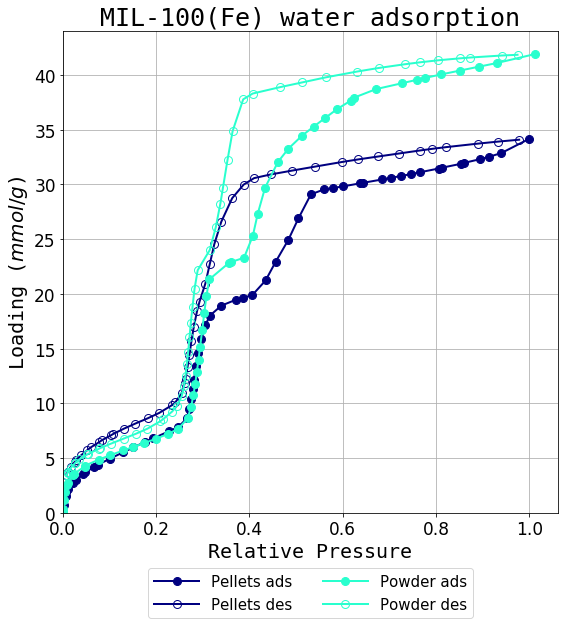 MIL-100(Fe) water adsorption
Loading (mmol/g)
40
35
30
25
20
15
10
5
0
0.0 0.2 0.4 0.6 0.8 1.0
Relative Pressure
Pellets ads Powder ads
Pellets des Powder des